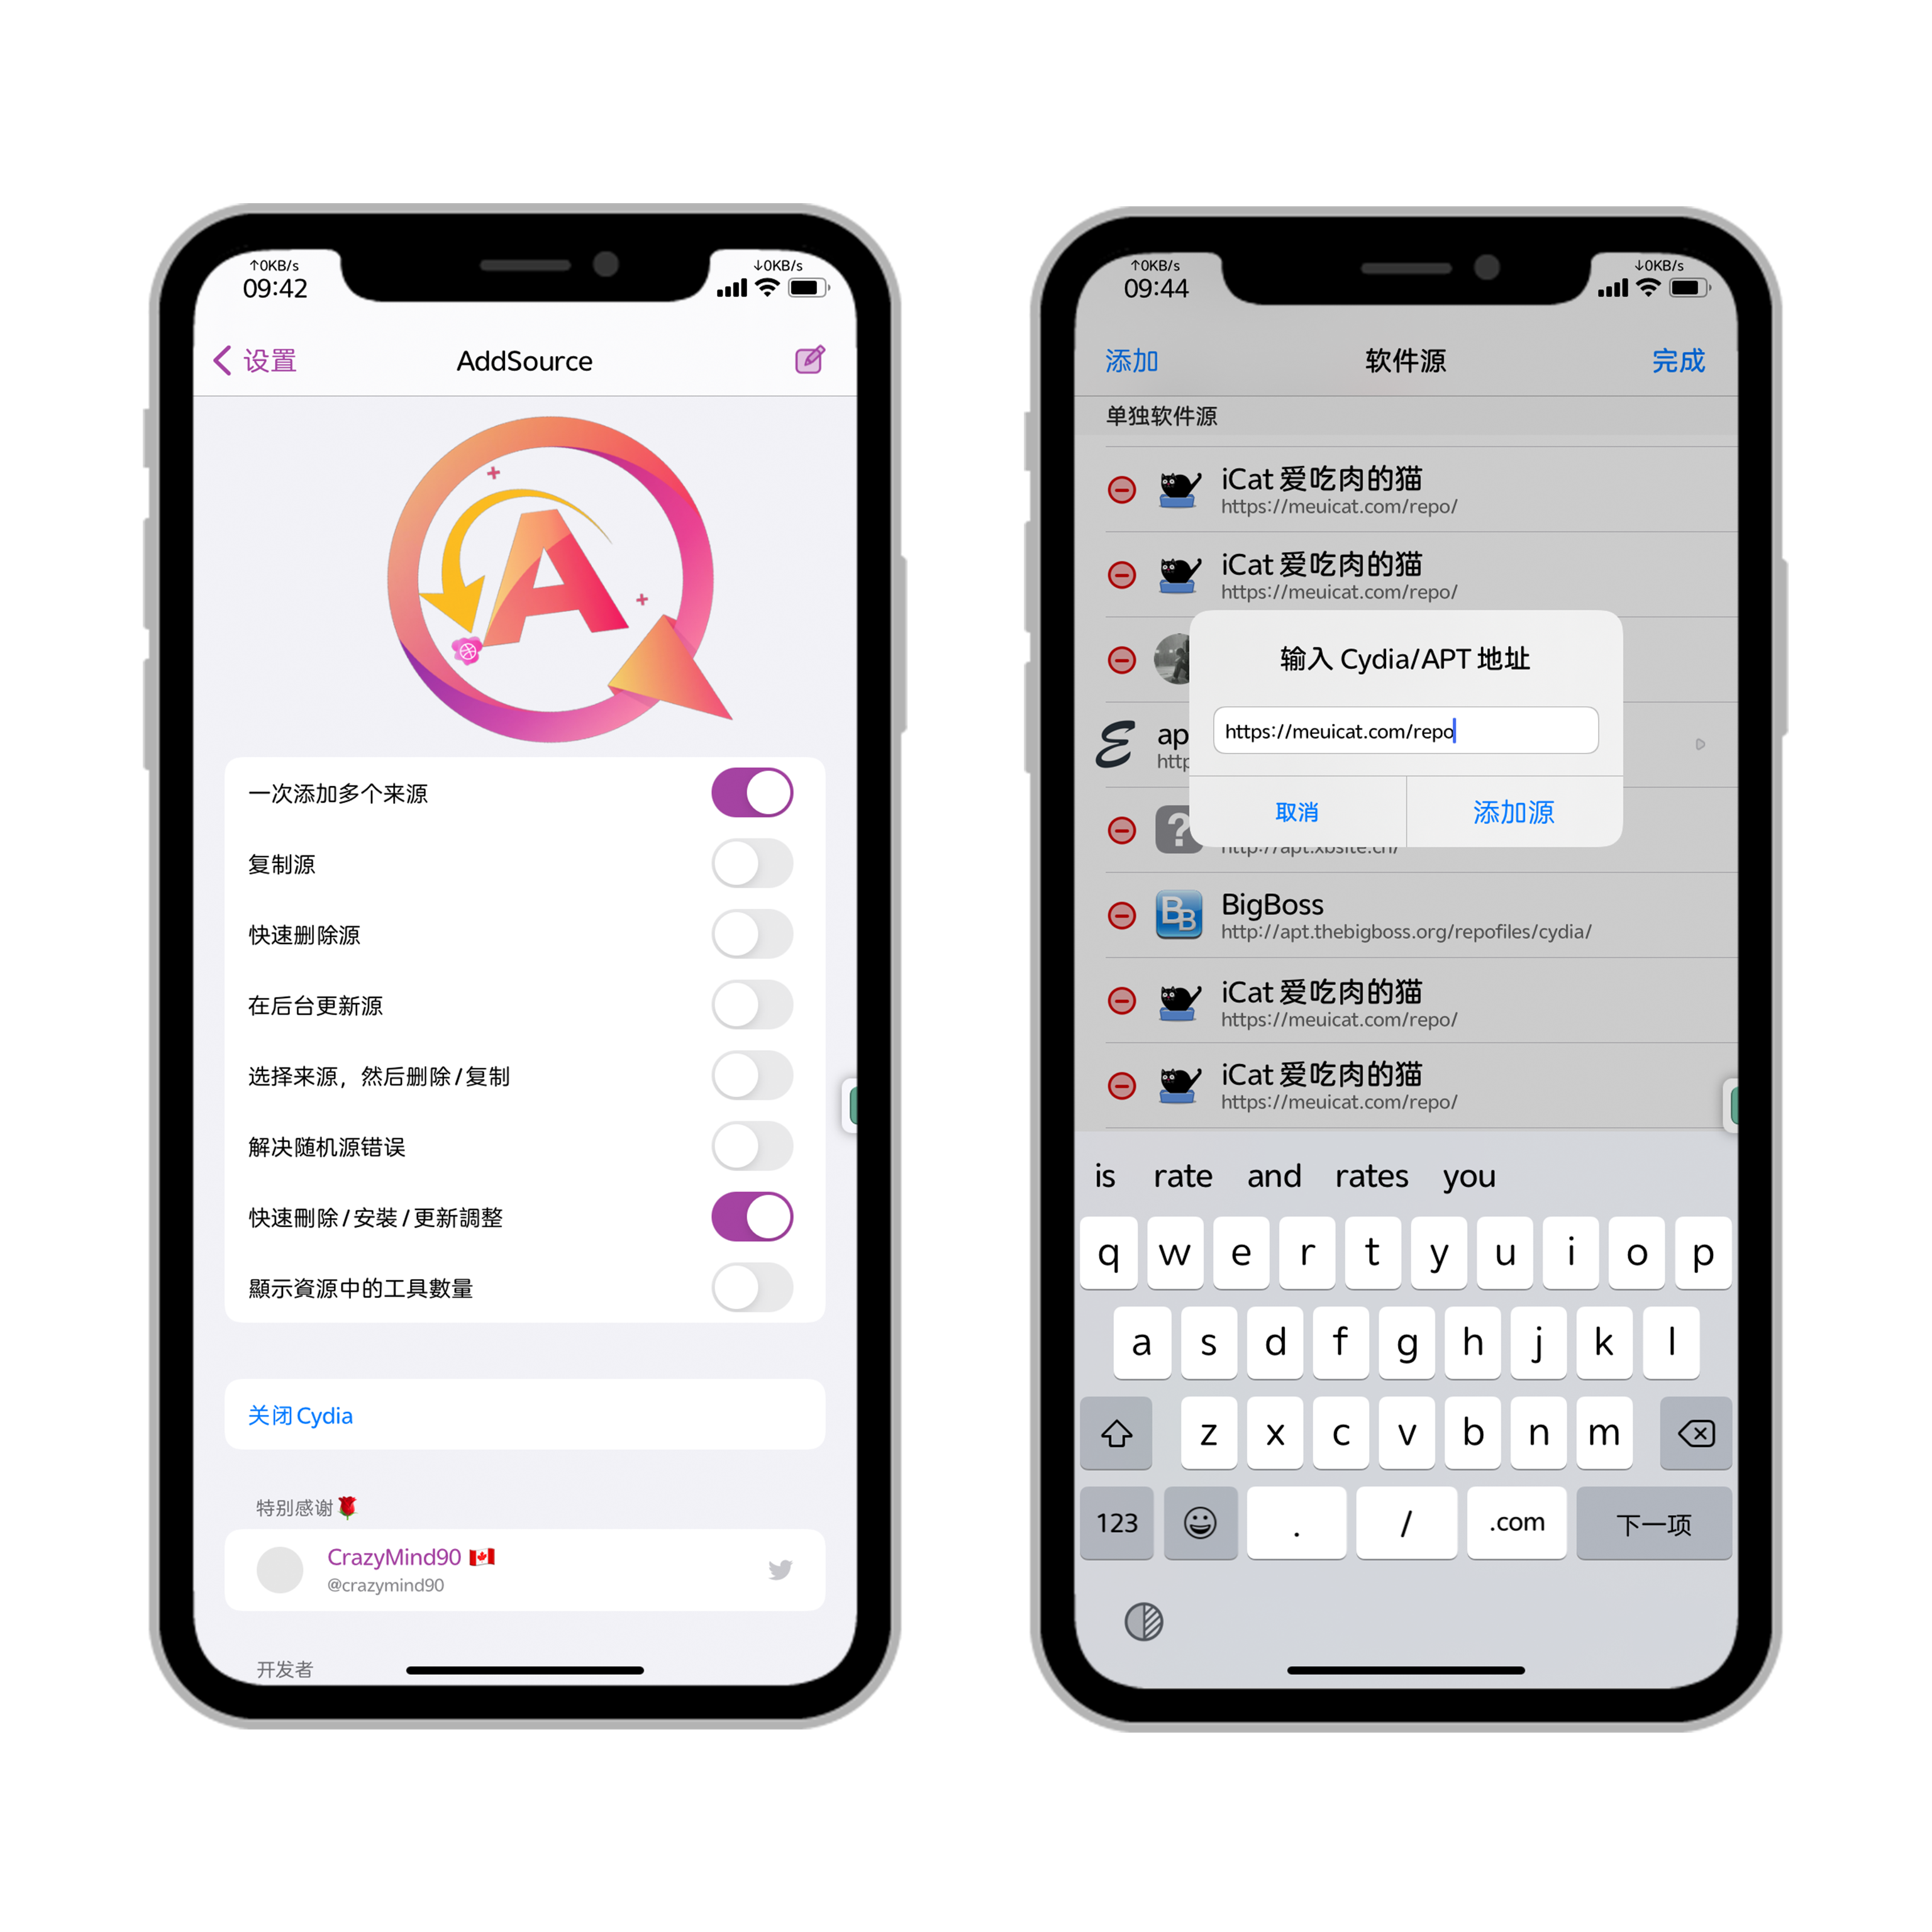 ↑0KB/s
09:42
↓0KB/s
设置
AddSource
A
一次添加多个来源
复制源
快速删除源
在后台更新源
选择来源，然后删除/复制
解决随机源错误
快速刪除/安裝/更新調整
顯示資源中的工具數量
关闭 Cydia
特别感谢🌹
CrazyMind90 🇨🇦
@crazymind90
开发者
↑0KB/s
09:44
↓0KB/s
添加
软件源
完成
单独软件源
iCat 爱吃肉的猫
https://meuicat.com/repo/
iCat 爱吃肉的猫
https://meuicat.com/repo/
输入 Cydia/APT 地址
https://meuicat.com/repo
取消
添加源
ap
http
?
http://apt.xbsite.cn/
BB
BigBoss
http://apt.thebigboss.org/repofiles/cydia/
iCat 爱吃肉的猫
https://meuicat.com/repo/
iCat 爱吃肉的猫
https://meuicat.com/repo/
is rate and rates you
q w e r t y u i o p
a s d f g h j k l
z x c v b n m
123 . / .com 下一项